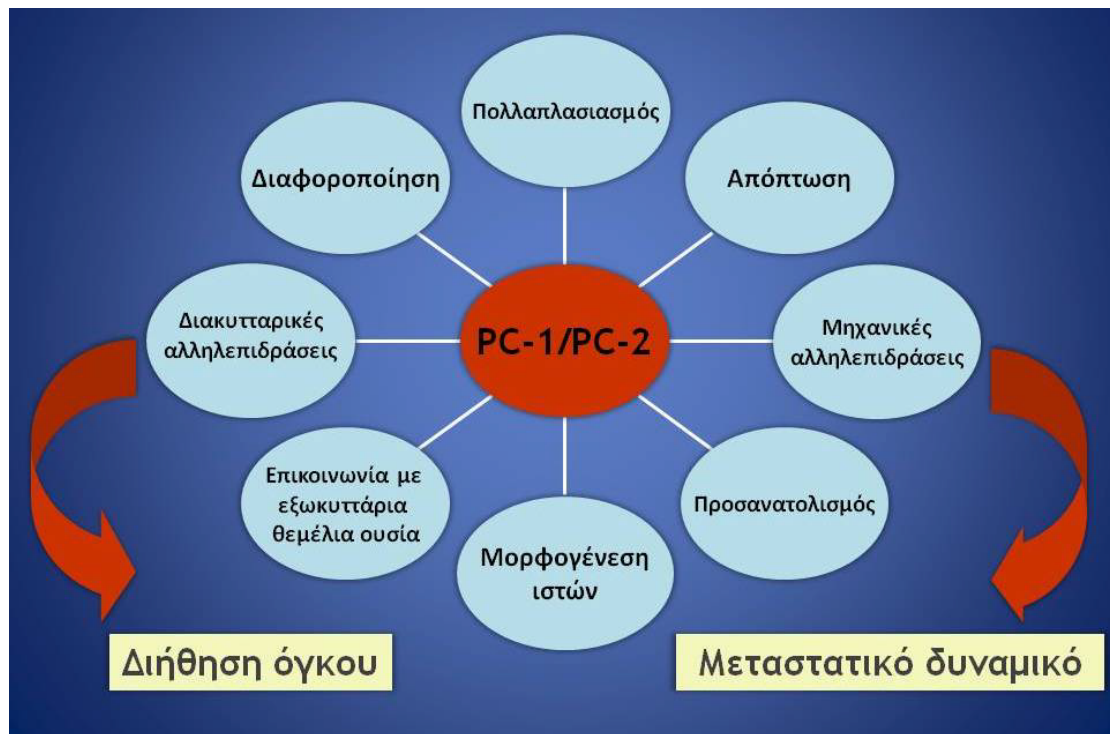 Πολλαπλασιασμός
Διαφοροποίηση
Απόπτωση
Διακυτταρικές
αλληλεπιδράσεις
PC-1/PC-2
Μηχανικές
αλληλεπιδράσεις
Επικοινωνία με
εξωκυττάρια
θεμέλια ουσία
Προσανατολισμός
Μορφογένεση
ιστών
Διήθηση όγκου
Μεταστατικό δυναμικό